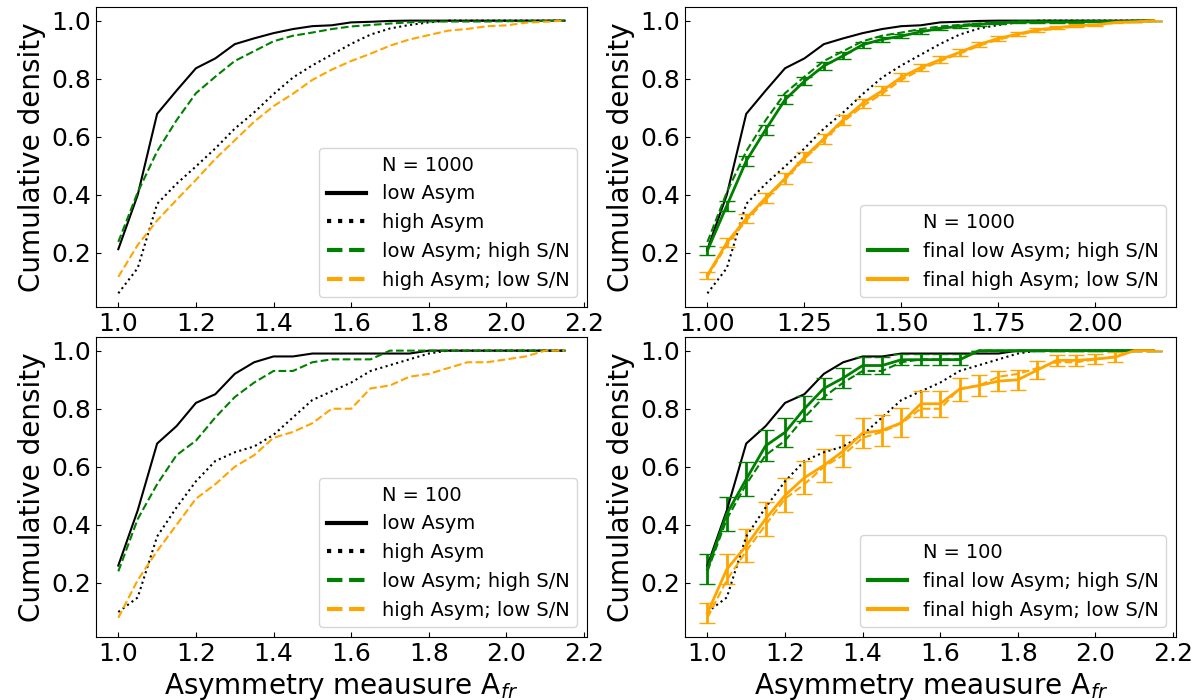 Cumulative density
1.0
0.8
0.6
0.4
0.2
N = 1000
low Asym
high Asym
low Asym; high S/N
high Asym; low S/N
1.0 1.2 1.4 1.6 1.8 2.0 2.2
Cumulative density
1.0
0.8
0.6
0.4
0.2
N = 1000
final low Asym; high S/N
final high Asym; low S/N
1.00 1.25 1.50 1.75 2.00
Cumulative density
1.0
0.8
0.6
0.4
0.2
N = 100
low Asym
high Asym
low Asym; high S/N
high Asym; low S/N
1.0 1.2 1.4 1.6 1.8 2.0 2.2
Asymmetry meausure A_{fr}
Cumulative density
1.0
0.8
0.6
0.4
0.2
N = 100
final low Asym; high S/N
final high Asym; low S/N
1.0 1.2 1.4 1.6 1.8 2.0 2.2
Asymmetry meausure A_{fr}